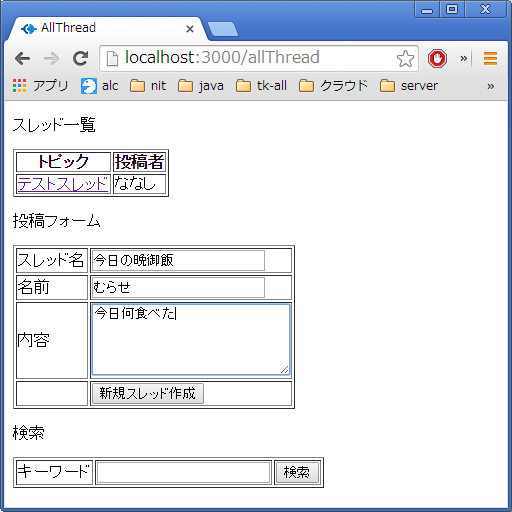 AllThread
localhost:3000/allThread
アプリ alc nit java tk-all クラウド server »
スレッド一覧
トピック 投稿者
テストスレッド ななし
投稿フォーム
スレッド名 今日の晩御飯
名前 むらせ
内容 今日何食べた
新規スレッド作成
検索
キーワード 検索